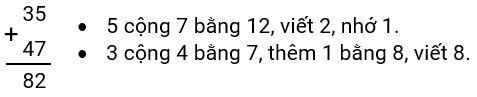 35
+
47
82
• 5 cộng 7 bằng 12, viết 2, nhớ 1.
• 3 cộng 4 bằng 7, thêm 1 bằng 8, viết 8.